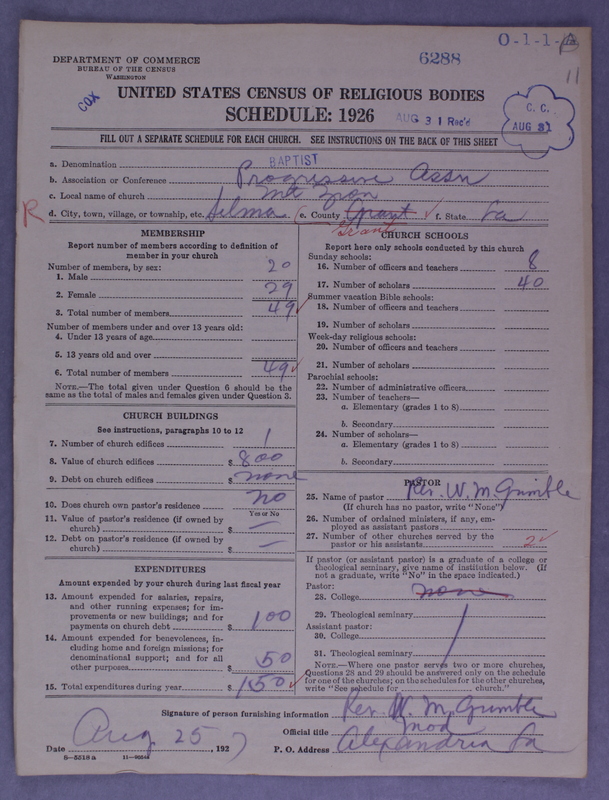 DEPARTMENT OF COMMERCE
BUREAU OF THE CENSUS
WASHINGTON
6288
O-1-1-
11
COX
UNITED STATES CENSUS OF RELIGIOUS BODIES
SCHEDULE: 1926
AUG 31 Rec'd
C. C.
AUG 31
FILL OUT A SEPARATE SCHEDULE FOR EACH CHURCH. SEE INSTRUCTIONS ON THE BACK OF THIS SHEET
a. Denomination BAPTIST
b. Association or Conference Progressive Assn
c. Local name of church Mt Zion
R d. City, town, village, or township, etc. Selma (e. County Grant f. State La
Grant
MEMBERSHIP
Report number of members according to definition of
member in your church
Number of members, by sex:
1. Male 20
2. Female 29
3. Total number of members 49
Number of members under and over 13 years old:
4. Under 13 years of age
5. 13 years old and over
6. Total number of members 49
NOTE.—The total given under Question 6 should be
same as the total of males and females given under Question 3.
CHURCH BUILDINGS
See instructions, paragraphs 10 to 12
7. Number of church edifices 1
8. Value of church edifices $ 800
9. Debt on church edifices $ none
10. Does church own pastor's residence no
Yes or No
11. Value of pastor's residence (if owned by
church) $ —
12. Debt on pastor's residence (if owned by
church) $ —
EXPENDITURES
Amount expended by your church during last fiscal year
13. Amount expended for salaries, repairs,
and other running expenses; for im-
provements or new buildings; and for
payments on church debt $ 100
14. Amount expended for benevolences, in-
cluding home and foreign missions; for
denominational support; and for all
other purposes $ 50
15. Total expenditures during year $ 150
CHURCH SCHOOLS
Report here only schools conducted by this church
Sunday schools:
16. Number of officers and teachers 8
17. Number of scholars 40
Summer vacation Bible schools:
18. Number of officers and teachers
19. Number of scholars
Week-day religious schools:
20. Number of officers and teachers
21. Number of scholars
Parochial schools:
22. Number of administrative officers
23. Number of teachers—
a. Elementary (grades 1 to 8)
b. Secondary
24. Number of scholars—
a. Elementary (grades 1 to 8)
b. Secondary
PASTOR
25. Name of pastor Rev. W. M. Gumble
(If church has no pastor, write "None")
26. Number of ordained ministers, if any, em-
ployed as assistant pastors
27. Number of other churches served by the
pastor or his assistants 2
If pastor (or assistant pastor) is a graduate of a college or
theological seminary, give name of institution below. (If
not a graduate, write "No" in the space indicated.)
Pastor:
28. College none
29. Theological seminary
Assistant pastor:
30. College
31. Theological seminary
NOTE.—Where one pastor serves two or more churches,
Questions 28 and 29 should be answered only on the schedule
for one of the churches; on the schedules for the other churches,
write "See schedule for church."
Signature of person furnishing information Rev. W. M. Gumble
Official title Mod
Date Aug 25, 1927 P. O. Address Alexandria La
8—5318 a